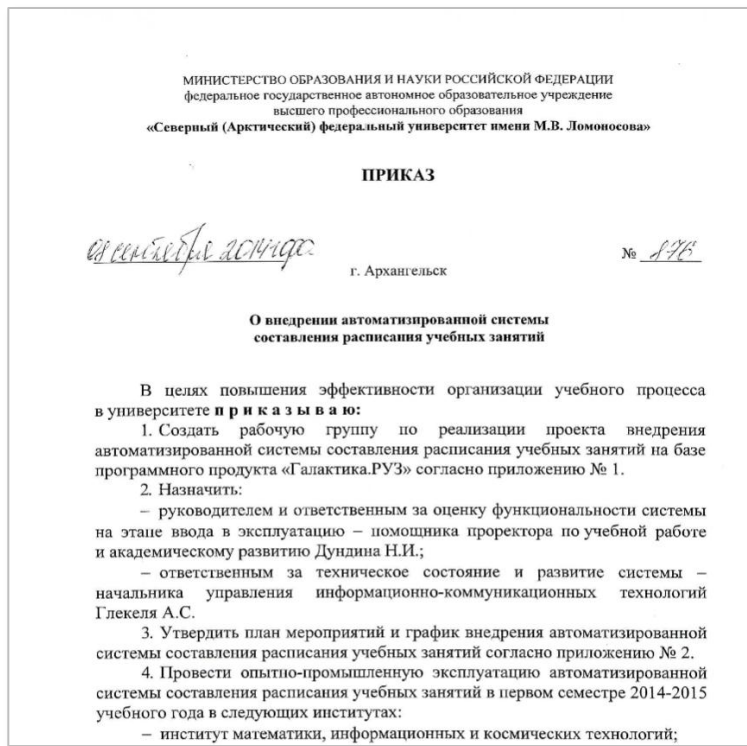 МИНИСТЕРСТВО ОБРАЗОВАНИЯ И НАУКИ РОССИЙСКОЙ ФЕДЕРАЦИИ
федеральное государственное автономное образовательное учреждение
высшего профессионального образования
«Северный (Арктический) федеральный университет имени М.В. Ломоносова»
ПРИКАЗ
08 сентября 2014 года № 876
г. Архангельск
О внедрении автоматизированной системы
составления расписания учебных занятий
В целях повышения эффективности организации учебного процесса
в университете приказываю:
1. Создать рабочую группу по реализации проекта внедрения
автоматизированной системы составления расписания учебных занятий на базе
программного продукта «Галактика.РУЗ» согласно приложению № 1.
2. Назначить:
– руководителем и ответственным за оценку функциональности системы
на этапе ввода в эксплуатацию – помощника проректора по учебной работе
и академическому развитию Дундина Н.И.;
– ответственным за техническое состояние и развитие системы –
начальника управления информационно-коммуникационных технологий
Глекеля А.С.
3. Утвердить план мероприятий и график внедрения автоматизированной
системы составления расписания учебных занятий согласно приложению № 2.
4. Провести опытно-промышленную эксплуатацию автоматизированной
системы составления расписания учебных занятий в первом семестре 2014-2015
учебного года в следующих институтах:
– институт математики, информационных и космических технологий;